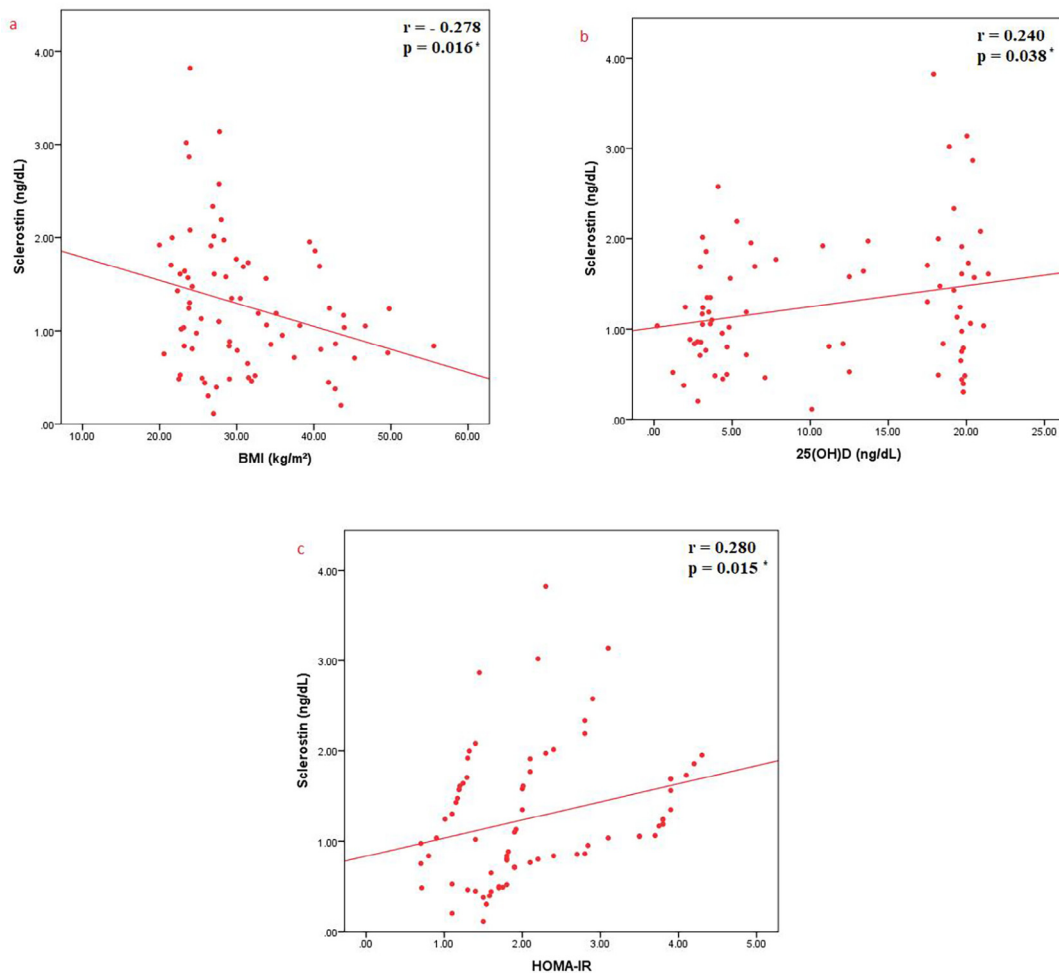 a
r = - 0.278
p = 0.016*
4.00
3.00
2.00
1.00
.00
Sclerostin (ng/dL)
10.00 20.00 30.00 40.00 50.00 60.00
BMI (kg/m²)
b
r = 0.240
p = 0.038*
4.00
3.00
2.00
1.00
.00
Sclerostin (ng/dL)
.00 5.00 10.00 15.00 20.00 25.00
25(OH)D (ng/dL)
c
r = 0.280
p = 0.015 *
4.00
3.00
2.00
1.00
.00
Sclerostin (ng/dL)
.00 1.00 2.00 3.00 4.00 5.00
HOMA-IR